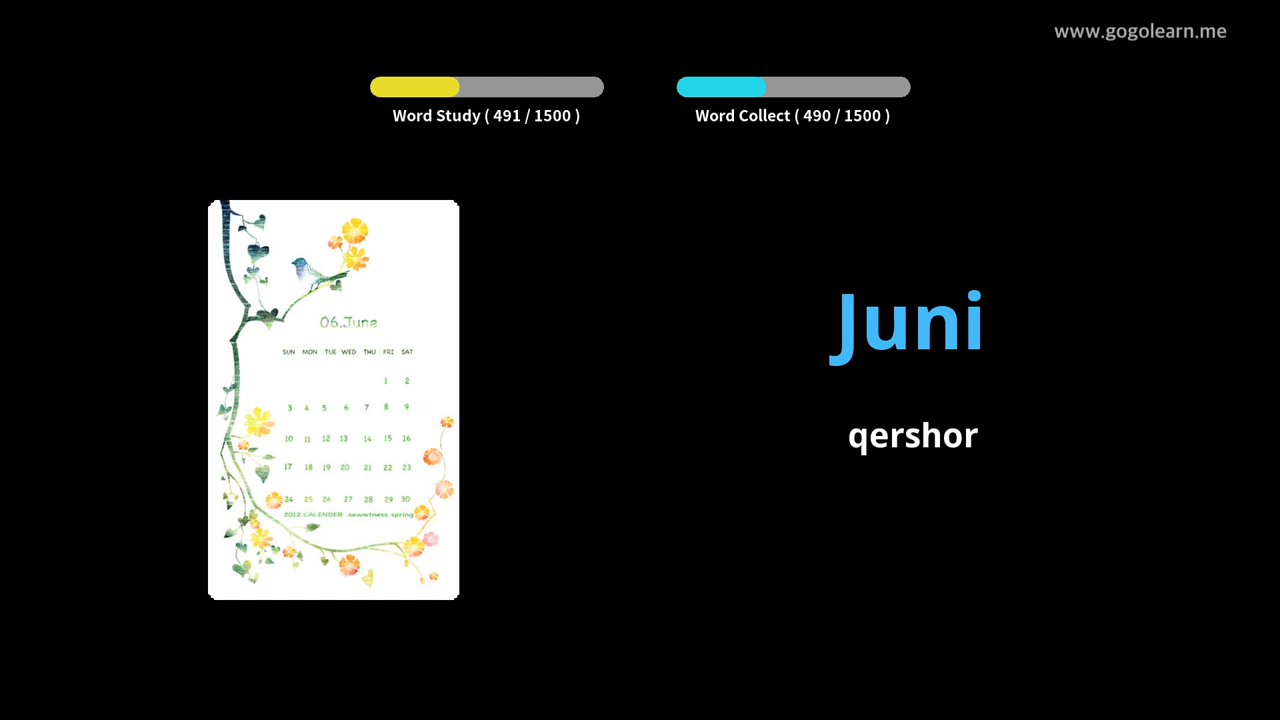 www.gogolearn.me
Word Study ( 491 / 1500 )
Word Collect ( 490 / 1500 )
06.June
SUN MON TUE WED THU FRI SAT
1 2
3 4 5 6 7 8 9
10 11 12 13 14 15 16
17 18 19 20 21 22 23
24 25 26 27 28 29 30
2012.CALENDER .sewwtness spring
Juni
qershor